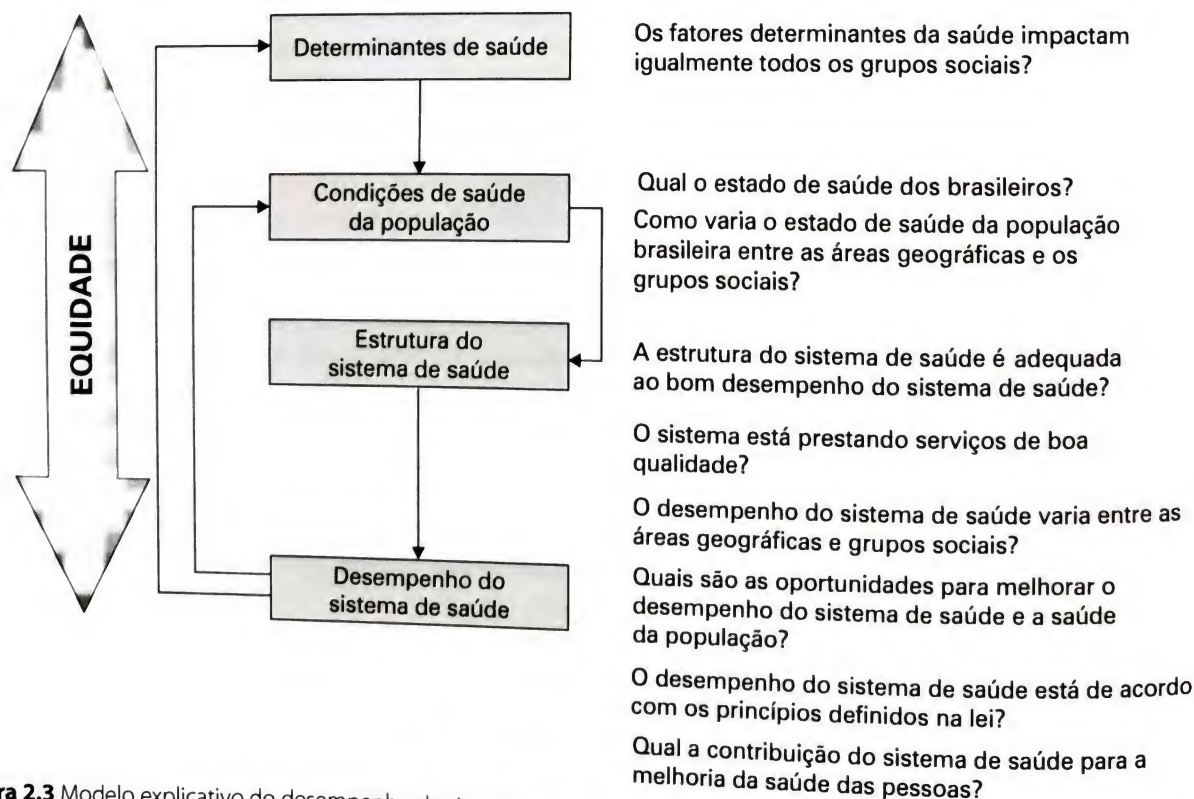 EQUIDADE
Determinantes de saúde
Os fatores determinantes da saúde impactam
igualmente todos os grupos sociais?
Condições de saúde
da população
Qual o estado de saúde dos brasileiros?
Como varia o estado de saúde da população
brasileira entre as áreas geográficas e os
grupos sociais?
Estrutura do
sistema de saúde
A estrutura do sistema de saúde é adequada
ao bom desempenho do sistema de saúde?
O sistema está prestando serviços de boa
qualidade?
O desempenho do sistema de saúde varia entre as
áreas geográficas e grupos sociais?
Desempenho do
sistema de saúde
Quais são as oportunidades para melhorar o
desempenho do sistema de saúde e a saúde
da população?
O desempenho do sistema de saúde está de acordo
com os princípios definidos na lei?
Qual a contribuição do sistema de saúde para a
melhoria da saúde das pessoas?
2.3 Modelo explicativo do